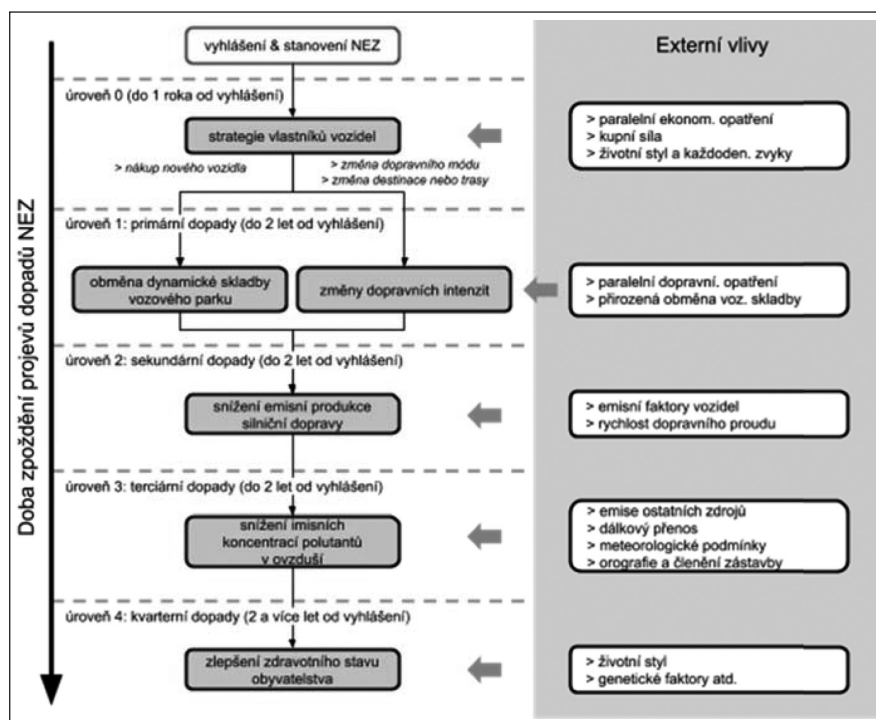 vyhlášení & stanovení NEZ
Externí vlivy
Doba zpoždění projevů dopadů NEZ
úroveň 0 (do 1 roka od vyhlášení)
strategie vlastníků vozidel
> paralelní ekonom. opatření
> kupní síla
> životní styl a každoden. zvyky
> nákup nového vozidla
> změna dopravního módu
> změna destinace nebo trasy
úroveň 1: primární dopady (do 2 let od vyhlášení)
obměna dynamické skladby
vozového parku
změny dopravních intenzit
> paralelní dopravní. opatření
> přirozená obměna voz. skladby
úroveň 2: sekundární dopady (do 2 let od vyhlášení)
snížení emisní produkce
silniční dopravy
> emisní faktory vozidel
> rychlost dopravního proudu
úroveň 3: terciární dopady (do 2 let od vyhlášení)
snížení imisních
koncentrací polutantů
v ovzduší
> emise ostatních zdrojů
> dálkový přenos
> meteorologické podmínky
> orografie a členění zástavby
úroveň 4: kvarterní dopady (2 a více let od vyhlášení)
zlepšení zdravotního stavu
obyvatelstva
> životní styl
> genetické faktory atd.